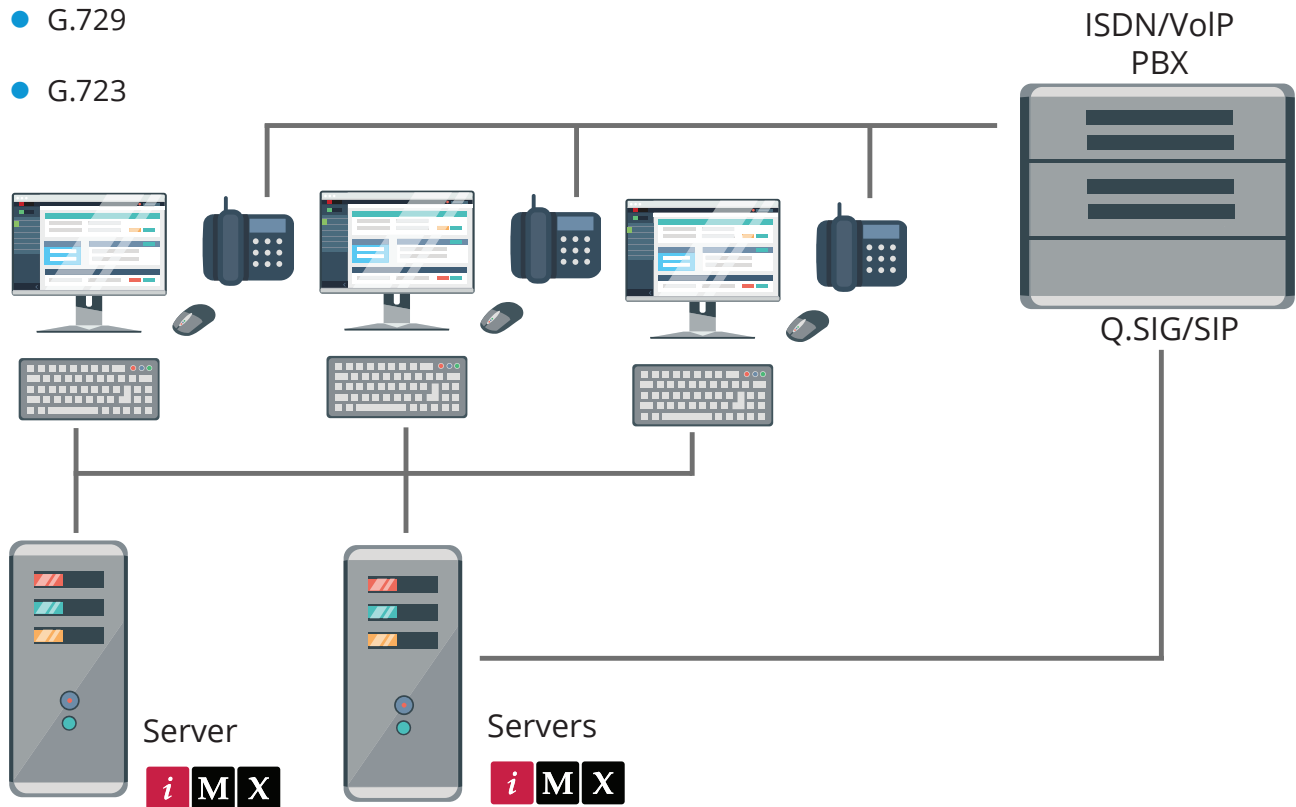 G.729
G.723
ISDN/VoIP
PBX
Q.SIG/SIP
Server
iMX
Servers
iMX